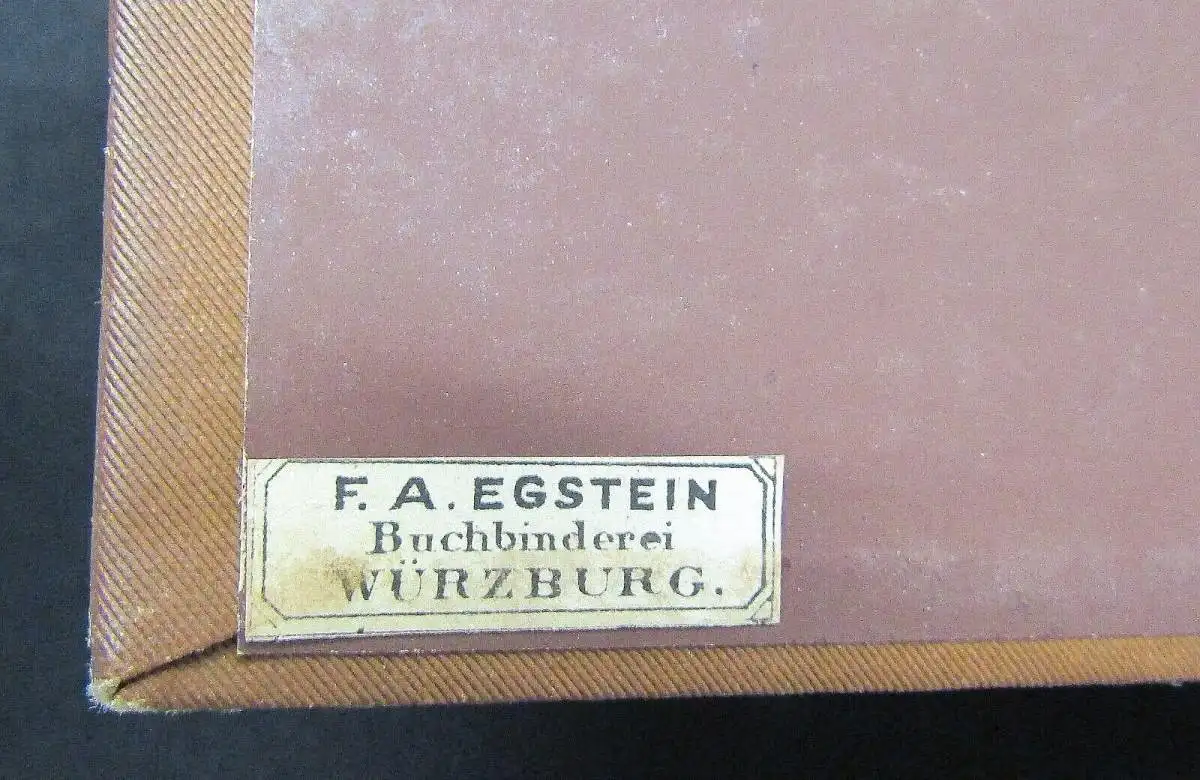 F. A. EGSTEIN
Buchbinderei
WÜRZBURG.